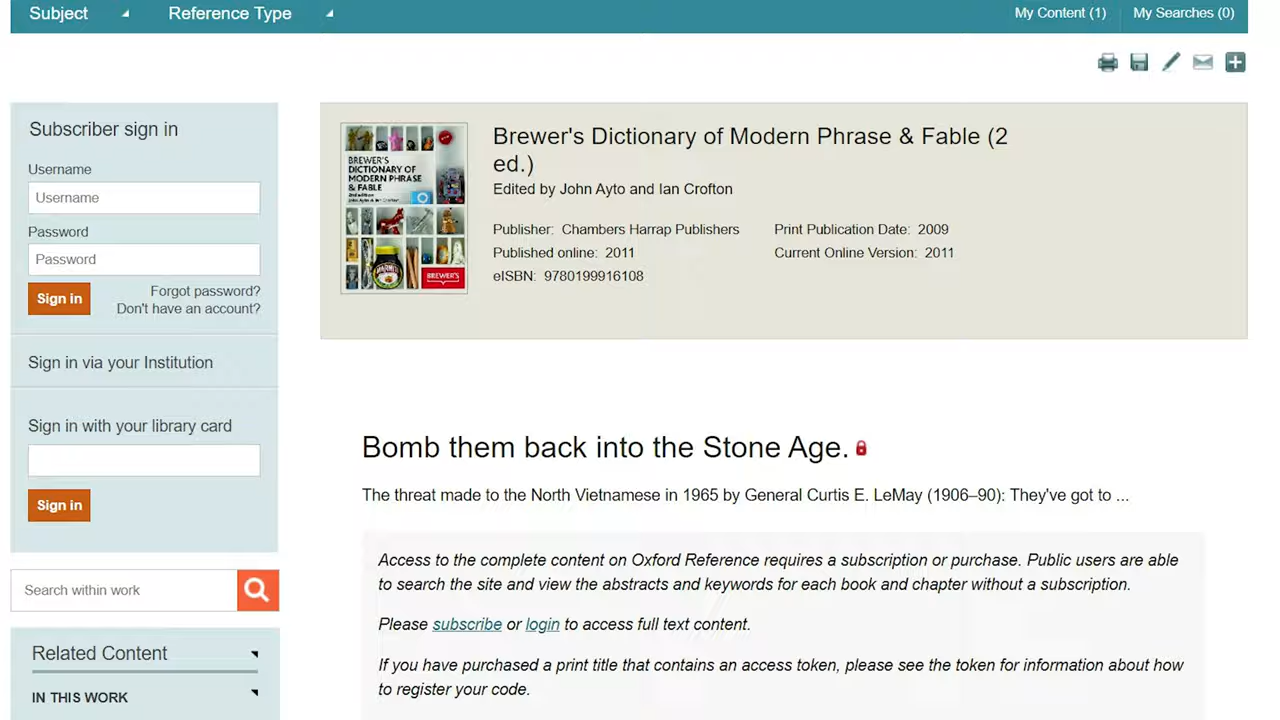 Subject
Reference Type
My Content (1)
My Searches (0)
Subscriber sign in
Username
Username
Password
Password
Sign in
Forgot password?
Don't have an account?
Sign in via your Institution
Sign in with your library card
Sign in
Search within work
Related Content
IN THIS WORK
BREWER'S
DICTIONARY OF
MODERN PHRASE
& FABLE
BREWER'S
Brewer's Dictionary of Modern Phrase & Fable (2
ed.)
Edited by John Ayto and Ian Crofton
Publisher: Chambers Harrap Publishers
Print Publication Date: 2009
Published online: 2011
Current Online Version: 2011
eISBN: 9780199916108
Bomb them back into the Stone Age.
The threat made to the North Vietnamese in 1965 by General Curtis E. LeMay (1906–90): They've got to ...
Access to the complete content on Oxford Reference requires a subscription or purchase. Public users are able
to search the site and view the abstracts and keywords for each book and chapter without a subscription.
Please subscribe or login to access full text content.
If you have purchased a print title that contains an access token, please see the token for information about how
to register your code.